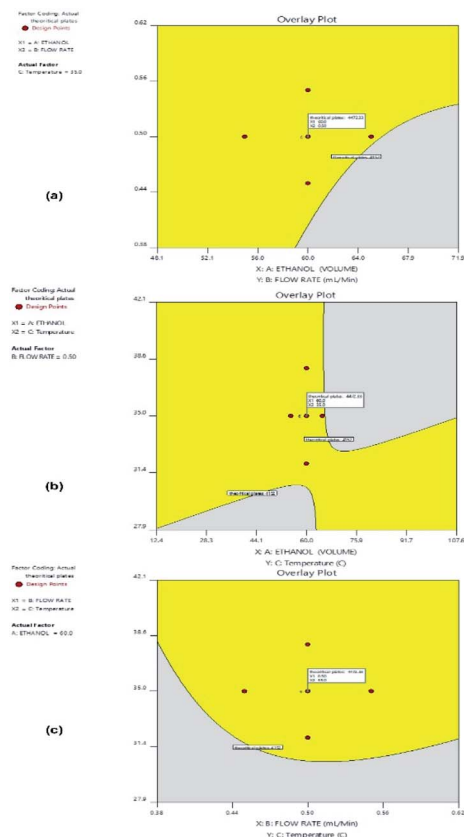 Factor Coding: Actual
theoritical plates
Design Points
X1 = A: ETHANOL
X2 = B: FLOW RATE
Actual Factor
C: Temperature = 35.0
(a)
Overlay Plot
0.62
0.56
0.50
0.44
0.38
48.1
52.1
56.0
60.0
64.0
67.9
71.9
X: A: ETHANOL (VOLUME)
Y: B: FLOW RATE (mL/Min)
Factor Coding: Actual
theoritical plates
Design Points
X1 = A: ETHANOL
X2 = C: Temperature
Actual Factor
B: FLOW RATE = 0.50
(b)
Overlay Plot
42.1
38.6
35.0
31.4
27.9
12.4
28.3
44.1
60.0
75.9
91.7
107.6
X: A: ETHANOL (VOLUME)
Y: C: Temperature (C)
Factor Coding: Actual
theoritical plates
Design Points
X1 = B: FLOW RATE
X2 = C: Temperature
Actual Factor
A: ETHANOL = 60.0
(c)
Overlay Plot
42.1
38.6
35.0
31.4
27.9
0.38
0.44
0.50
0.56
0.62
X: B: FLOW RATE (mL/Min)
Y: C: Temperature (C)